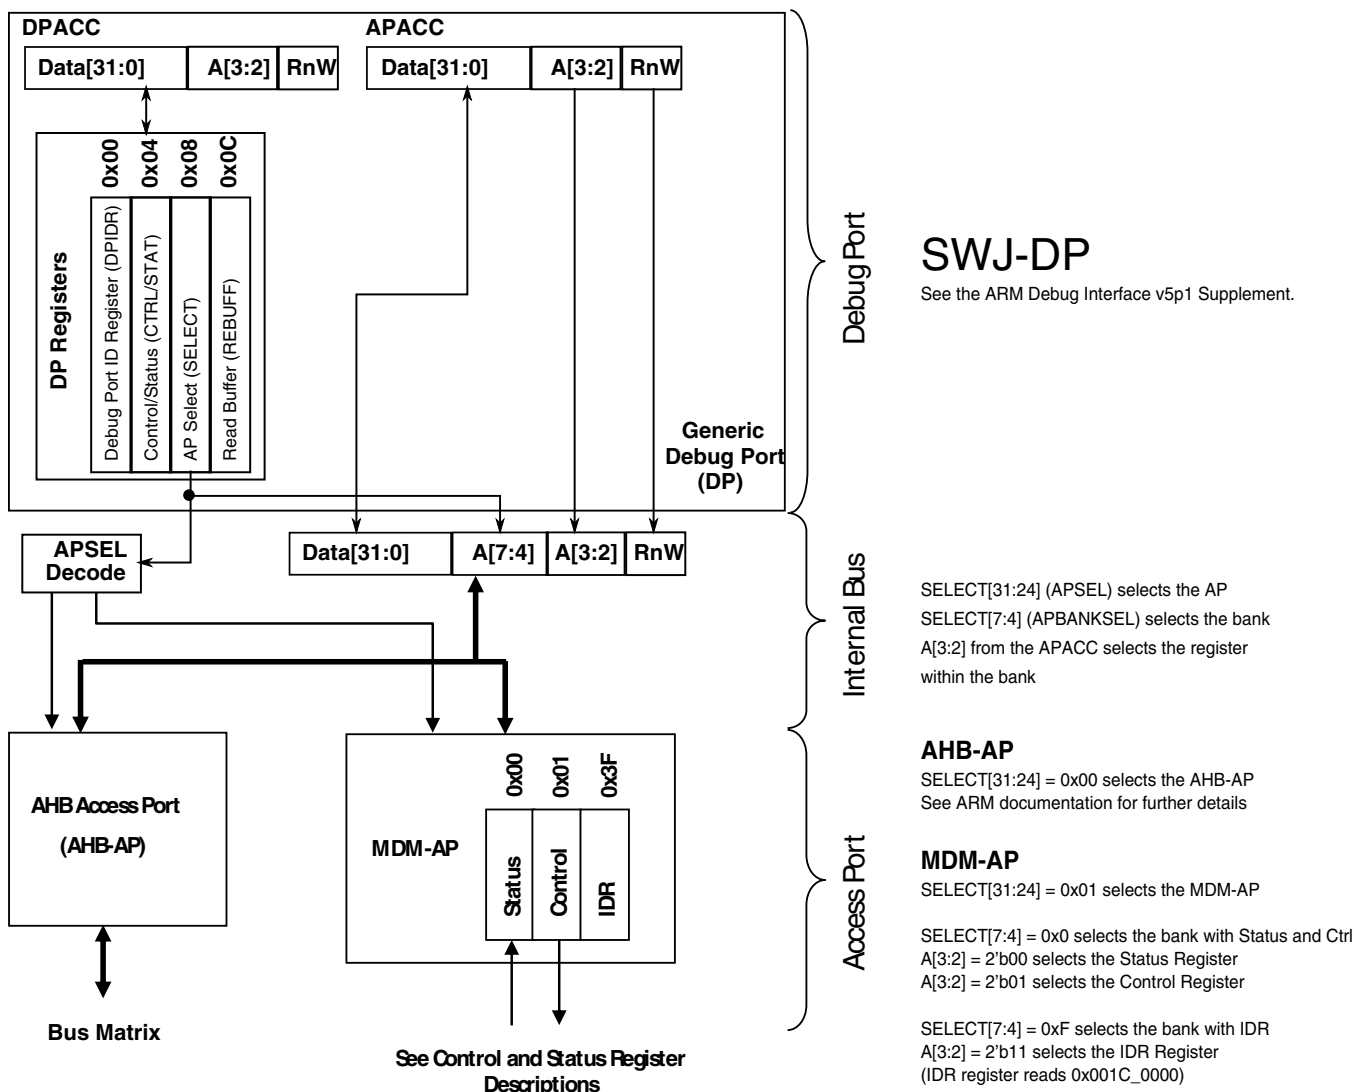 DPACC
APACC
Data[31:0] A[3:2] RnW
Data[31:0] A[3:2] RnW
0x00
0x04
0x08
0x0C
DP Registers
Debug Port ID Register (DPIDR)
Control/Status (CTRL/STAT)
AP Select (SELECT)
Read Buffer (REBUFF)
Generic
Debug Port
(DP)
Debug Port
SWJ-DP
See the ARM Debug Interface v5p1 Supplement.
APSEL
Decode
Data[31:0] A[7:4] A[3:2] RnW
Internal Bus
SELECT[31:24] (APSEL) selects the AP
SELECT[7:4] (APBANKSEL) selects the bank
A[3:2] from the APACC selects the register
within the bank
AHB Access Port
(AHB-AP)
Bus Matrix
MDM-AP
0x00
0x01
0x3F
Status
Control
IDR
See Control and Status Register
Descriptions
Access Port
AHB-AP
SELECT[31:24] = 0x00 selects the AHB-AP
See ARM documentation for further details
MDM-AP
SELECT[31:24] = 0x01 selects the MDM-AP
SELECT[7:4] = 0x0 selects the bank with Status and Ctrl
A[3:2] = 2'b00 selects the Status Register
A[3:2] = 2'b01 selects the Control Register
SELECT[7:4] = 0xF selects the bank with IDR
A[3:2] = 2'b11 selects the IDR Register
(IDR register reads 0x001C_0000)